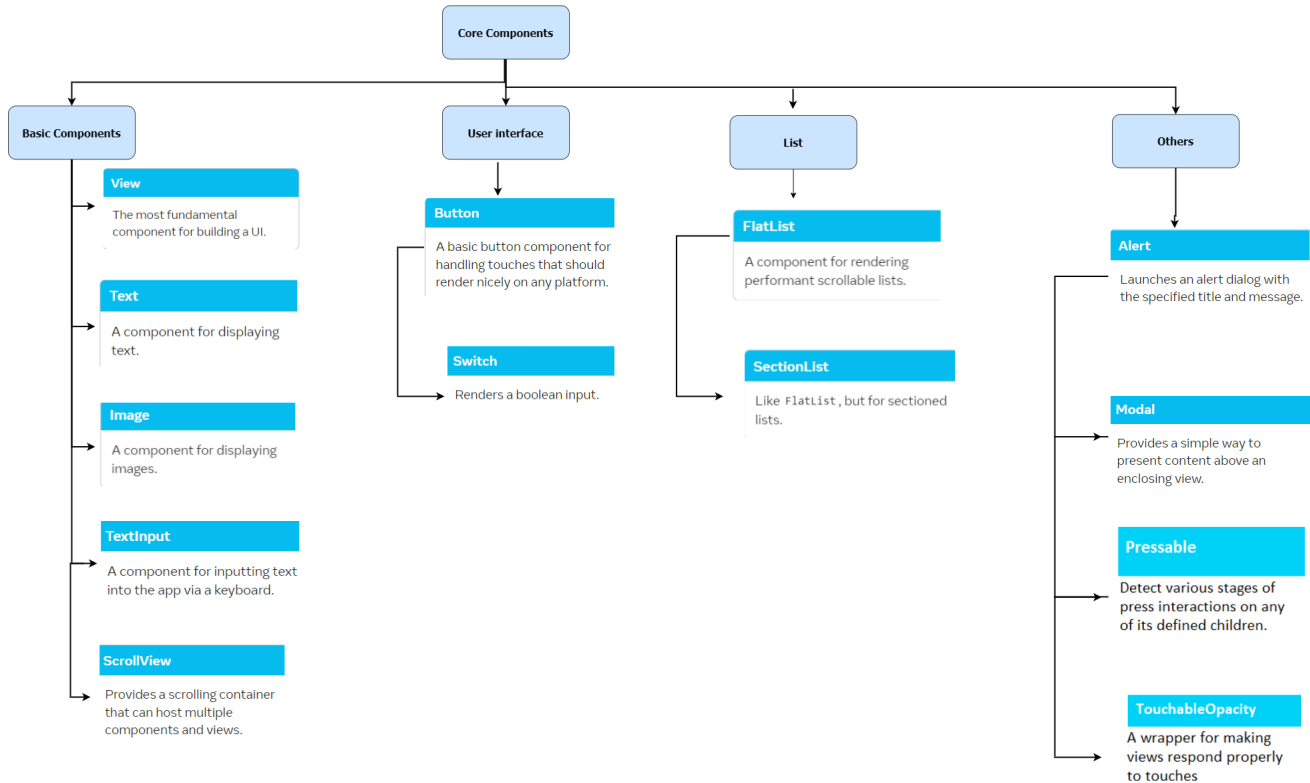 Core Components
Basic Components
User interface
List
Others
View
The most fundamental
component for building a UI.
Text
A component for displaying
text.
Image
A component for displaying
images.
TextInput
A component for inputting text
into the app via a keyboard.
ScrollView
Provides a scrolling container
that can host multiple
components and views.
Button
A basic button component for
handling touches that should
render nicely on any platform.
Switch
Renders a boolean input.
FlatList
A component for rendering
performant scrollable lists.
SectionList
Like FlatList, but for sectioned
lists.
Alert
Launches an alert dialog with
the specified title and message.
Modal
Provides a simple way to
present content above an
enclosing view.
Pressable
Detect various stages of
press interactions on any
of its defined children.
TouchableOpacity
A wrapper for making
views respond properly
to touches